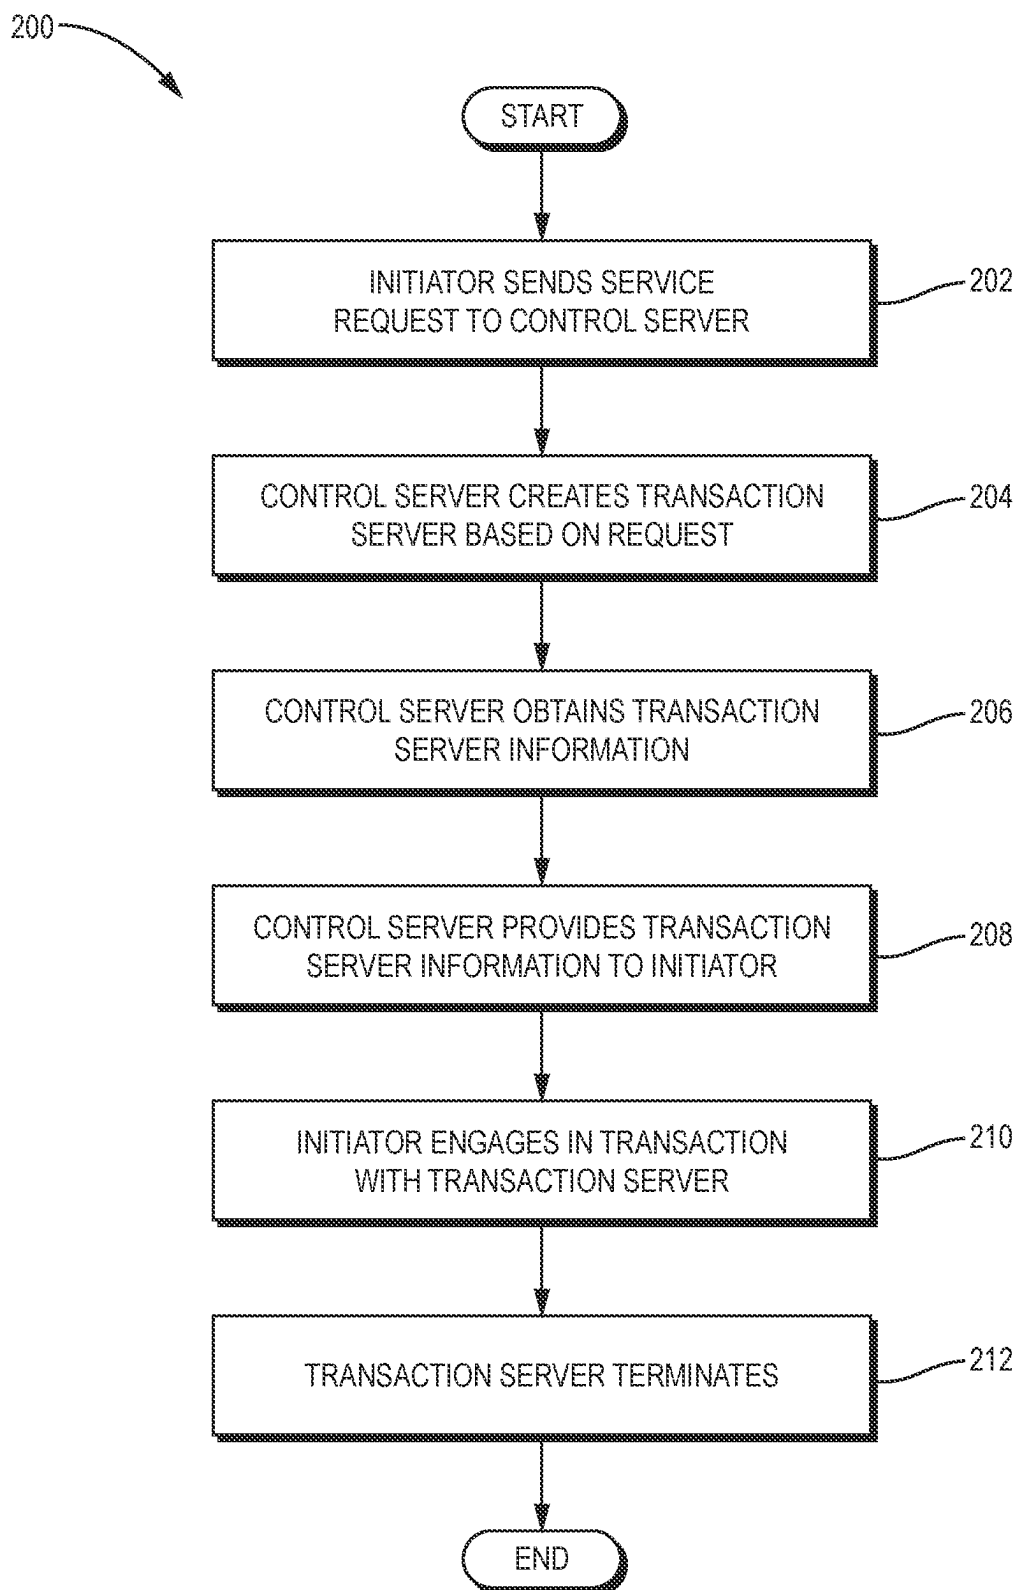 200
START
INITIATOR SENDS SERVICE
REQUEST TO CONTROL SERVER
202
CONTROL SERVER CREATES TRANSACTION
SERVER BASED ON REQUEST
204
CONTROL SERVER OBTAINS TRANSACTION
SERVER INFORMATION
206
CONTROL SERVER PROVIDES TRANSACTION
SERVER INFORMATION TO INITIATOR
208
INITIATOR ENGAGES IN TRANSACTION
WITH TRANSACTION SERVER
210
TRANSACTION SERVER TERMINATES
212
END